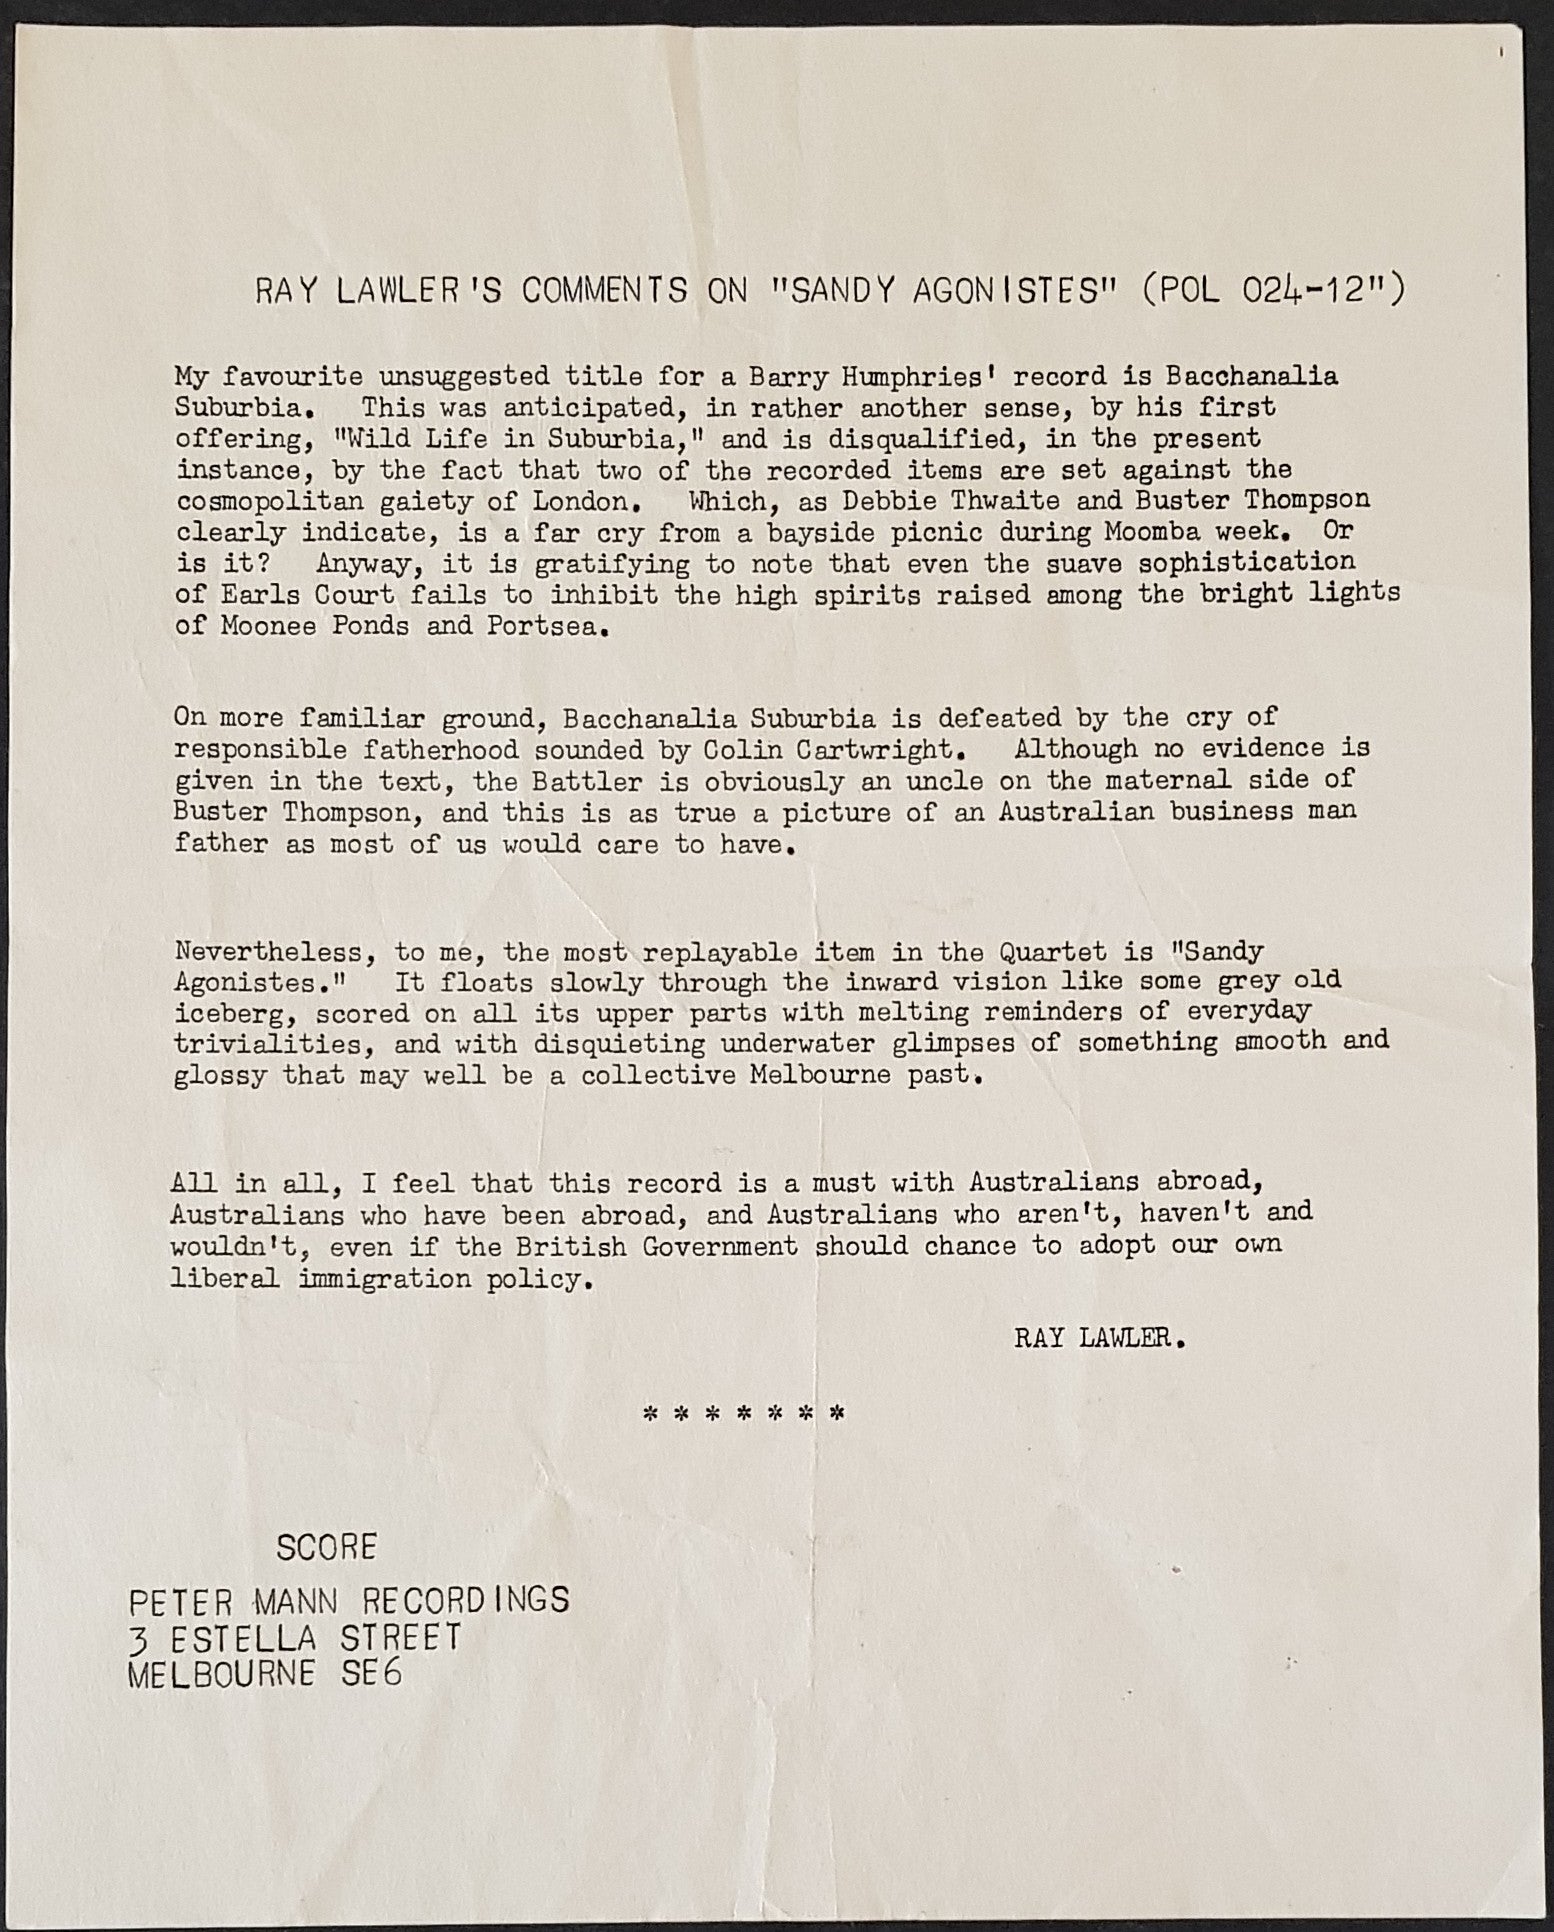 RAY LAWLER'S COMMENTS ON "SANDY AGONISTES" (POL 024-12")
My favourite unsuggested title for a Barry Humphries' record is Bacchanalia
Suburbia. This was anticipated, in rather another sense, by his first
offering, "Wild Life in Suburbia," and is disqualified, in the present
instance, by the fact that two of the recorded items are set against the
cosmopolitan gaiety of London. Which, as Debbie Thwaite and Buster Thompson
clearly indicate, is a far cry from a bayside picnic during Moomba week. Or
is it? Anyway, it is gratifying to note that even the suave sophistication
of Earls Court fails to inhibit the high spirits raised among the bright lights
of Moonee Ponds and Portsea.
On more familiar ground, Bacchanalia Suburbia is defeated by the cry of
responsible fatherhood sounded by Colin Cartwright. Although no evidence is
given in the text, the Battler is obviously an uncle on the maternal side of
Buster Thompson, and this is as true a picture of an Australian business man
father as most of us would care to have.
Nevertheless, to me, the most replayable item in the Quartet is "Sandy
Agonistes." It floats slowly through the inward vision like some grey old
iceberg, scored on all its upper parts with melting reminders of everyday
trivialities, and with disquieting underwater glimpses of something smooth and
glossy that may well be a collective Melbourne past.
All in all, I feel that this record is a must with Australians abroad,
Australians who have been abroad, and Australians who aren't, haven't and
wouldn't, even if the British Government should chance to adopt our own
liberal immigration policy.
RAY LAWLER.
* * * * * * *
SCORE
PETER MANN RECORDINGS
3 ESTELLA STREET
MELBOURNE SE6